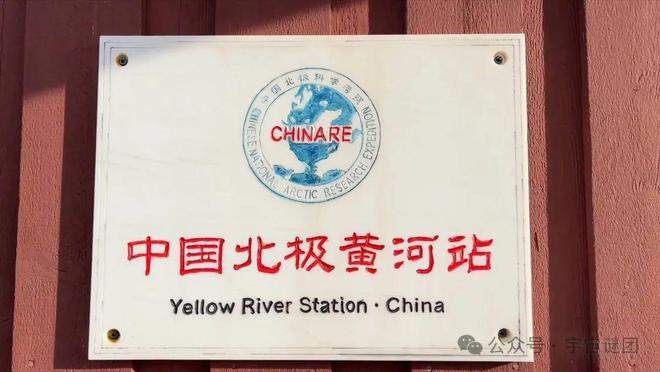 中国北极科学考察
CHINARE
CHINESE NATIONAL ARCTIC RESEARCH EXPEDITION
中国北极黄河站
Yellow River Station · China
公众号 · 宇宙谜团